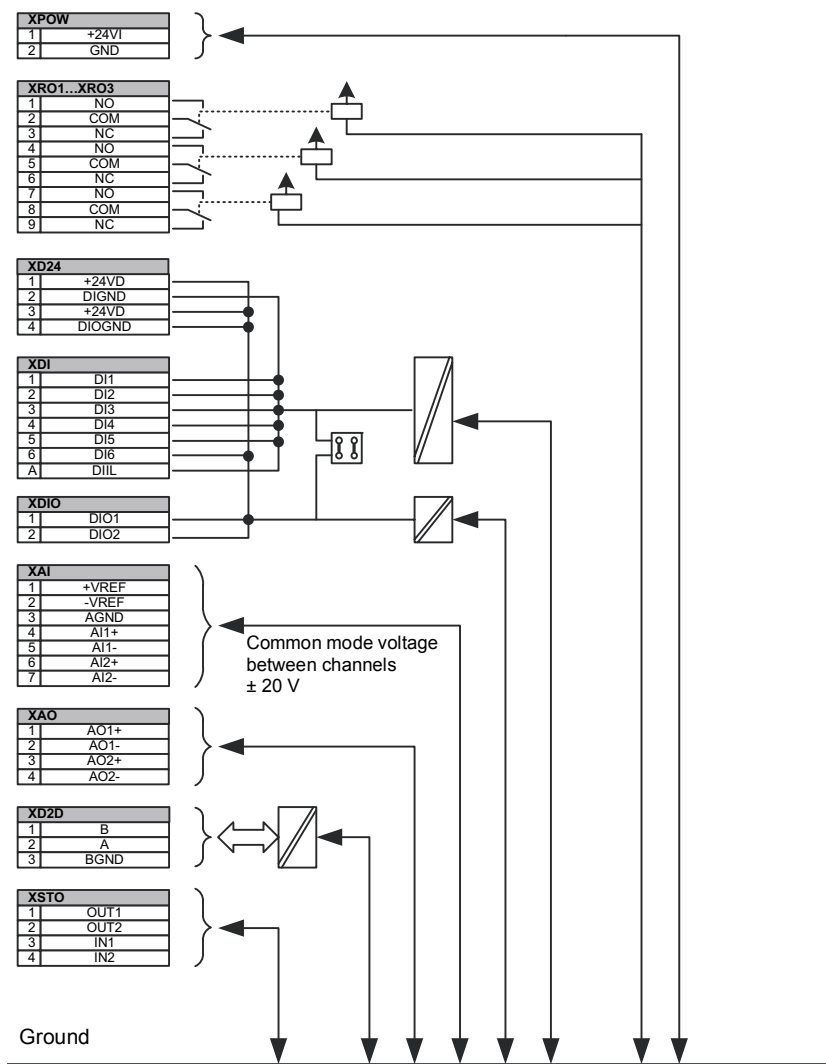 XPOW
1 +24VI
2 GND
XRO1…XRO3
1 NO
2 COM
3 NC
4 NO
5 COM
6 NC
7 NO
8 COM
9 NC
XD24
1 +24VD
2 DIGND
3 +24VD
4 DIOGND
XDI
1 DI1
2 DI2
3 DI3
4 DI4
5 DI5
6 DI6
A DIIL
XDIO
1 DIO1
2 DIO2
XAI
1 +VREF
2 -VREF
3 AGND
4 AI1+
5 AI1-
6 AI2+
7 AI2-
Common mode voltage
between channels
± 20 V
XAO
1 AO1+
2 AO1-
3 AO2+
4 AO2-
XD2D
1 B
2 A
3 BGND
XSTO
1 OUT1
2 OUT2
3 IN1
4 IN2
Ground